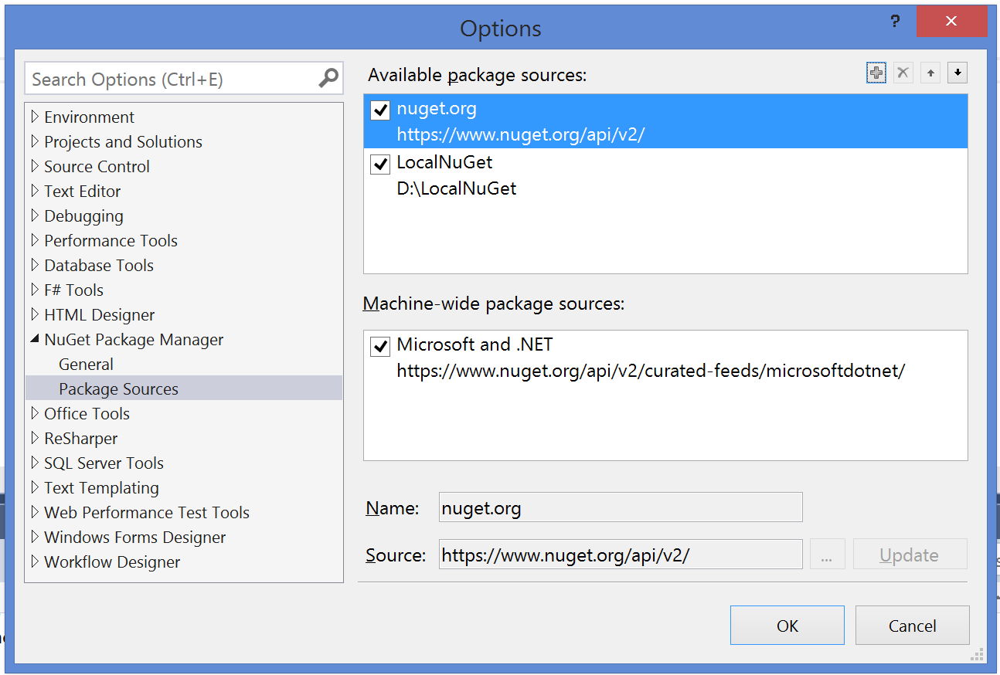 Options
?
Search Options (Ctrl+E)
Environment
Projects and Solutions
Source Control
Text Editor
Debugging
Performance Tools
Database Tools
F# Tools
HTML Designer
NuGet Package Manager
General
Package Sources
Office Tools
ReSharper
SQL Server Tools
Text Templating
Web Performance Test Tools
Windows Forms Designer
Workflow Designer
Available package sources:
nuget.org
https://www.nuget.org/api/v2/
LocalNuGet
D:\LocalNuGet
Machine-wide package sources:
Microsoft and .NET
https://www.nuget.org/api/v2/curated-feeds/microsoftdotnet/
Name: nuget.org
Source: https://www.nuget.org/api/v2/ ... Update
OK Cancel